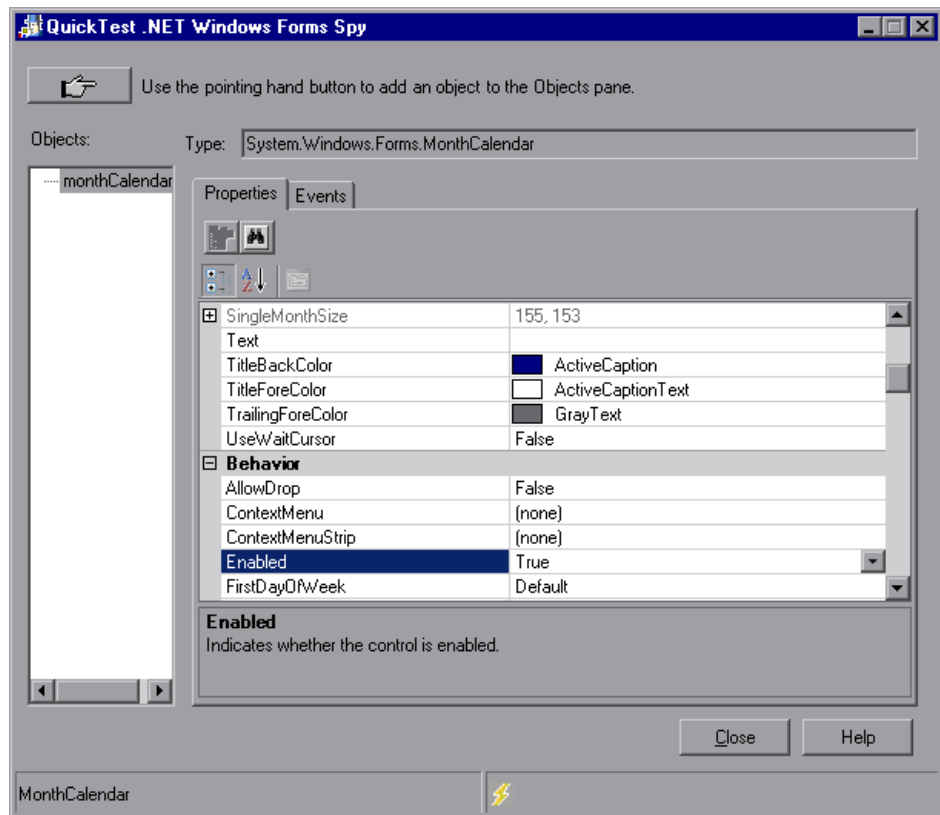 QuickTest .NET Windows Forms Spy
Use the pointing hand button to add an object to the Objects pane.
Objects:
Type: System.Windows.Forms.MonthCalendar
monthCalendar
Properties Events
SingleMonthSize 155, 153
Text
TitleBackColor ActiveCaption
TitleForeColor ActiveCaptionText
TrailingForeColor GrayText
UseWaitCursor False
Behavior
AllowDrop False
ContextMenu (none)
ContextMenuStrip (none)
Enabled True
FirstDayOfWeek Default
Enabled
Indicates whether the control is enabled.
Close Help
MonthCalendar